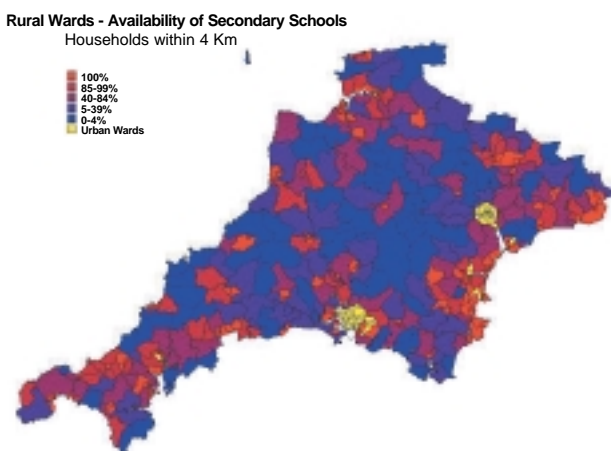 Rural Wards - Availability of Secondary Schools
Households within 4 Km
100%
85-99%
40-84%
5-39%
0-4%
Urban Wards